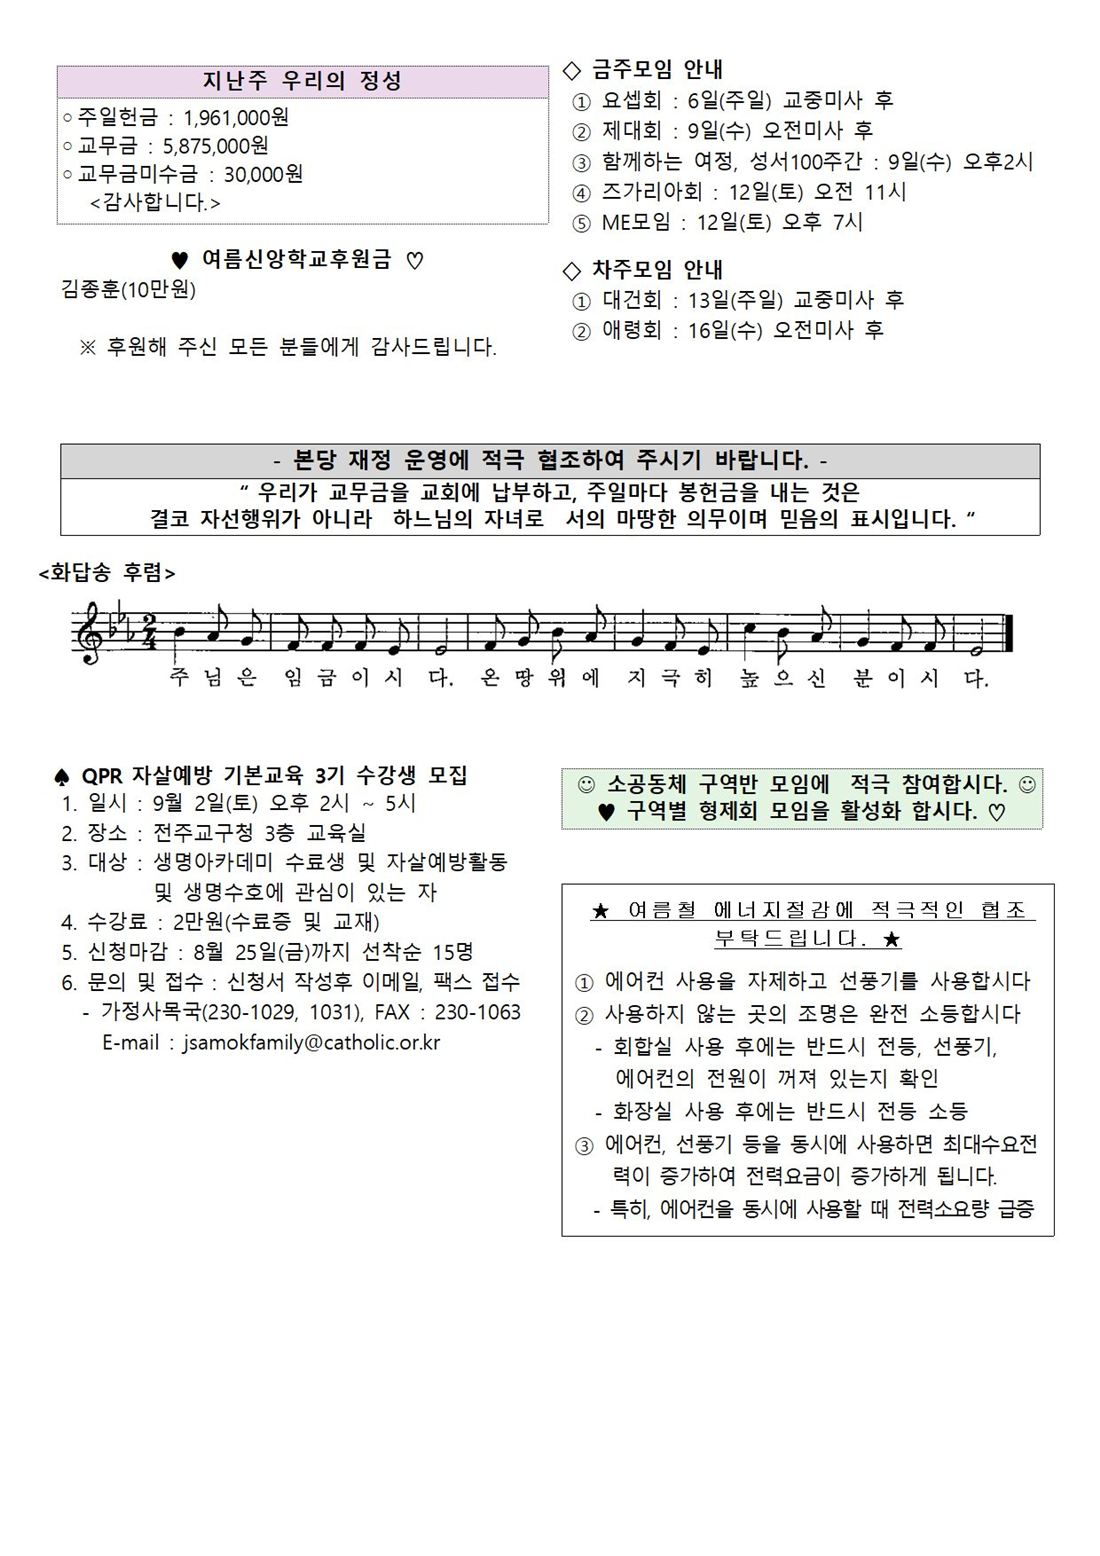 지난주 우리의 정성
○ 주일헌금 : 1,961,000원
○ 교무금 : 5,875,000원
○ 교무금미수금 : 30,000원
<감사합니다.>
♥ 여름신앙학교후원금 ♡
김종훈(10만원)
※ 후원해 주신 모든 분들에게 감사드립니다.
◇ 금주모임 안내
① 요셉회 : 6일(주일) 교중미사 후
② 제대회 : 9일(수) 오전미사 후
③ 함께하는 여정, 성서100주간 : 9일(수) 오후2시
④ 즈가리아회 : 12일(토) 오전 11시
⑤ ME모임 : 12일(토) 오후 7시
◇ 차주모임 안내
① 대건회 : 13일(주일) 교중미사 후
② 애령회 : 16일(수) 오전미사 후
- 본당 재정 운영에 적극 협조하여 주시기 바랍니다. -
“ 우리가 교무금을 교회에 납부하고, 주일마다 봉헌금을 내는 것은
결코 자선행위가 아니라 하느님의 자녀로 서의 마땅한 의무이며 믿음의 표시입니다. “
<화답송 후렴>
2
4
주 님 은 임 금 이 시 다. 온 땅 위 에 지 극 히 높 으 신 분 이 시 다.
♠ QPR 자살예방 기본교육 3기 수강생 모집
1. 일시 : 9월 2일(토) 오후 2시 ~ 5시
2. 장소 : 전주교구청 3층 교육실
3. 대상 : 생명아카데미 수료생 및 자살예방활동
및 생명수호에 관심이 있는 자
4. 수강료 : 2만원(수료증 및 교재)
5. 신청마감 : 8월 25일(금)까지 선착순 15명
6. 문의 및 접수 : 신청서 작성후 이메일, 팩스 접수
- 가정사목국(230-1029, 1031), FAX : 230-1063
E-mail : jsamokfamily@catholic.or.kr
☺ 소공동체 구역반 모임에 적극 참여합시다. ☺
♥ 구역별 형제회 모임을 활성화 합시다. ♡
★ 여름철 에너지절감에 적극적인 협조
부탁드립니다. ★
① 에어컨 사용을 자제하고 선풍기를 사용합시다
② 사용하지 않는 곳의 조명은 완전 소등합시다
- 회합실 사용 후에는 반드시 전등, 선풍기,
에어컨의 전원이 꺼져 있는지 확인
- 화장실 사용 후에는 반드시 전등 소등
③ 에어컨, 선풍기 등을 동시에 사용하면 최대수요전
력이 증가하여 전력요금이 증가하게 됩니다.
- 특히, 에어컨을 동시에 사용할 때 전력소요량 급증